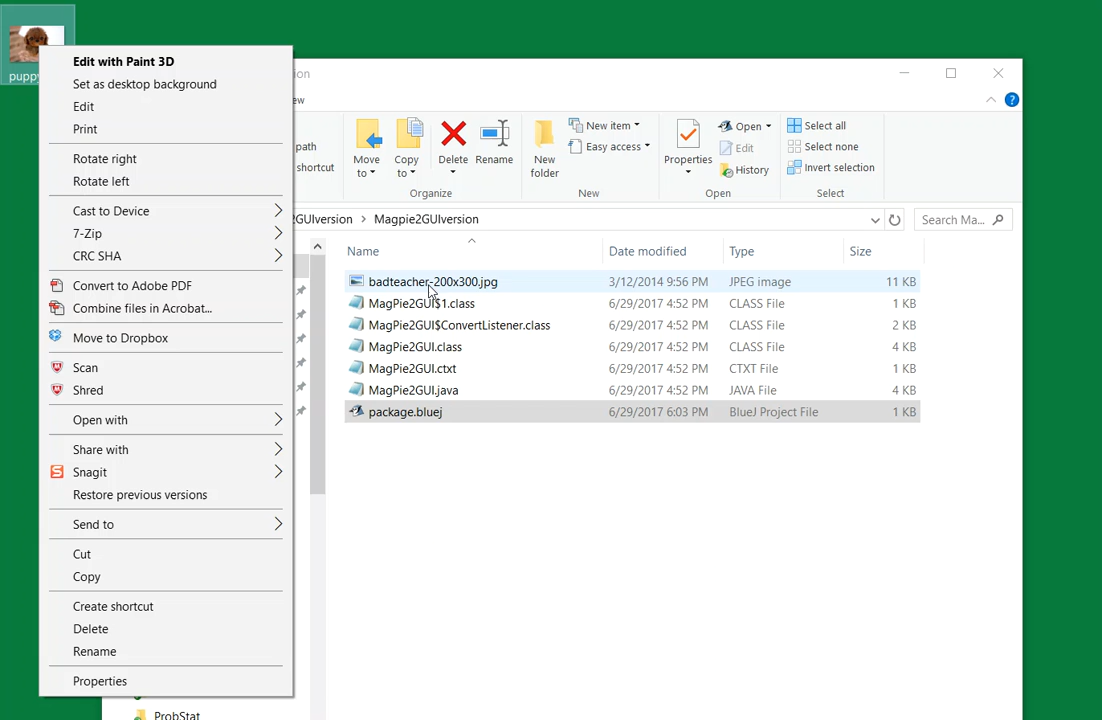 puppy
Edit with Paint 3D
Set as desktop background
Edit
Print
Rotate right
Rotate left
Cast to Device
7-Zip
CRC SHA
Convert to Adobe PDF
Combine files in Acrobat...
Move to Dropbox
Scan
Shred
Open with
Share with
Snagit
Restore previous versions
Send to
Cut
Copy
Create shortcut
Delete
Rename
Properties
ion
ew
path
shortcut
Move to
Copy to
Delete
Rename
Organize
New folder
New item
Easy access
New
Properties
Open
Edit
History
Open
Select all
Select none
Invert selection
Select
2GUIversion > Magpie2GUIversion
Search Ma...
Name Date modified Type Size
badteacher-200x300.jpg 3/12/2014 9:56 PM JPEG image 11 KB
MagPie2GUI$1.class 6/29/2017 4:52 PM CLASS File 1 KB
MagPie2GUI$ConvertListener.class 6/29/2017 4:52 PM CLASS File 2 KB
MagPie2GUI.class 6/29/2017 4:52 PM CLASS File 4 KB
MagPie2GUI.ctxt 6/29/2017 4:52 PM CTXT File 1 KB
MagPie2GUI.java 6/29/2017 4:52 PM JAVA File 4 KB
package.bluej 6/29/2017 6:03 PM BlueJ Project File 1 KB
ProbStat